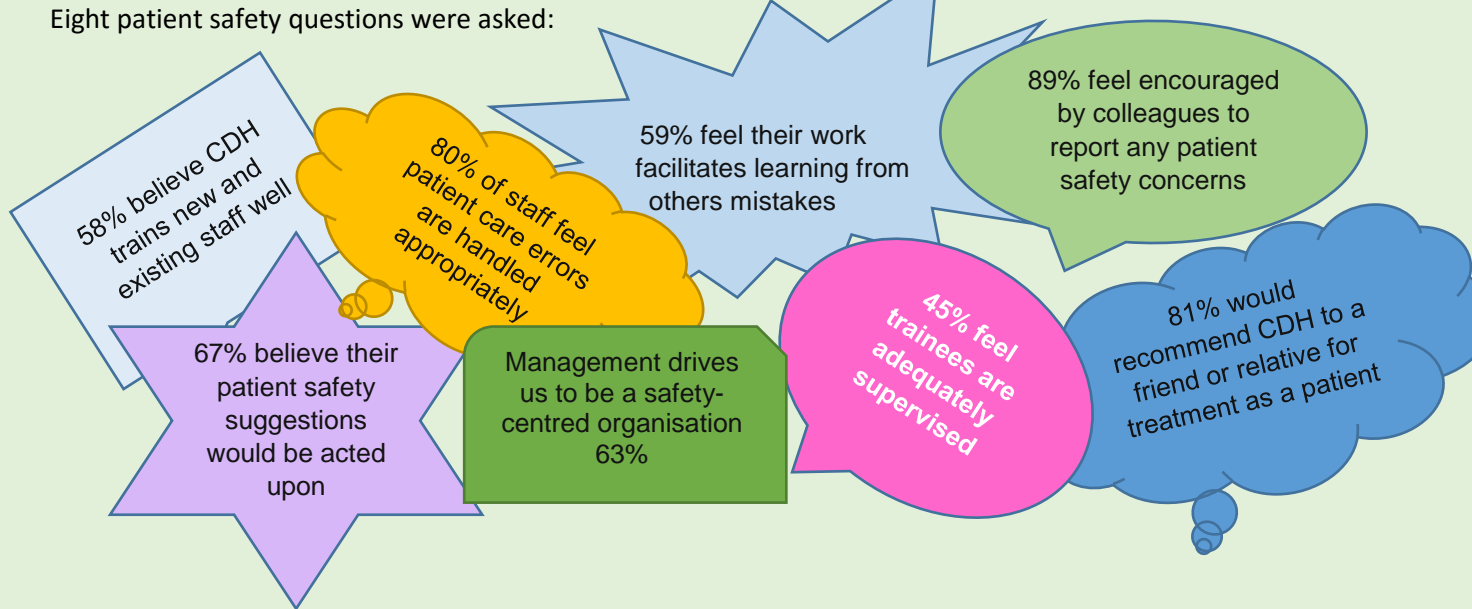 Eight patient safety questions were asked:
58% believe CDH
trains new and
existing staff well
80% of staff feel
patient care errors
are handled
appropriately
59% feel their work
facilitates learning from
others mistakes
89% feel encouraged
by colleagues to
report any patient
safety concerns
67% believe their
patient safety
suggestions
would be acted
upon
Management drives
us to be a safety-
centred organisation
63%
45% feel
trainees are
adequately
supervised
81% would
recommend CDH to a
friend or relative for
treatment as a patient